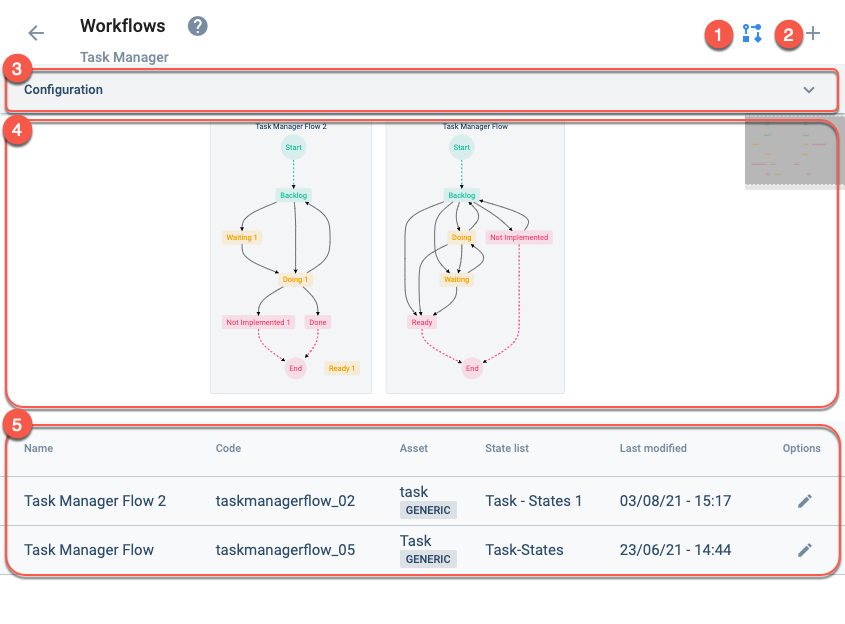 Workflows ?
Task Manager
1
2
3
Configuration
4
Task Manager Flow 2
Start
Backlog
Waiting 1
Doing 1
Not Implemented 1 Done
End Ready 1
Task Manager Flow
Start
Backlog
Doing Not Implemented
Waiting
Ready
End
5
Name Code Asset State list Last modified Options
Task Manager Flow 2 taskmanagerflow_02 task GENERIC Task - States 1 03/08/21 - 15:17
Task Manager Flow taskmanagerflow_05 Task GENERIC Task-States 23/06/21 - 14:44